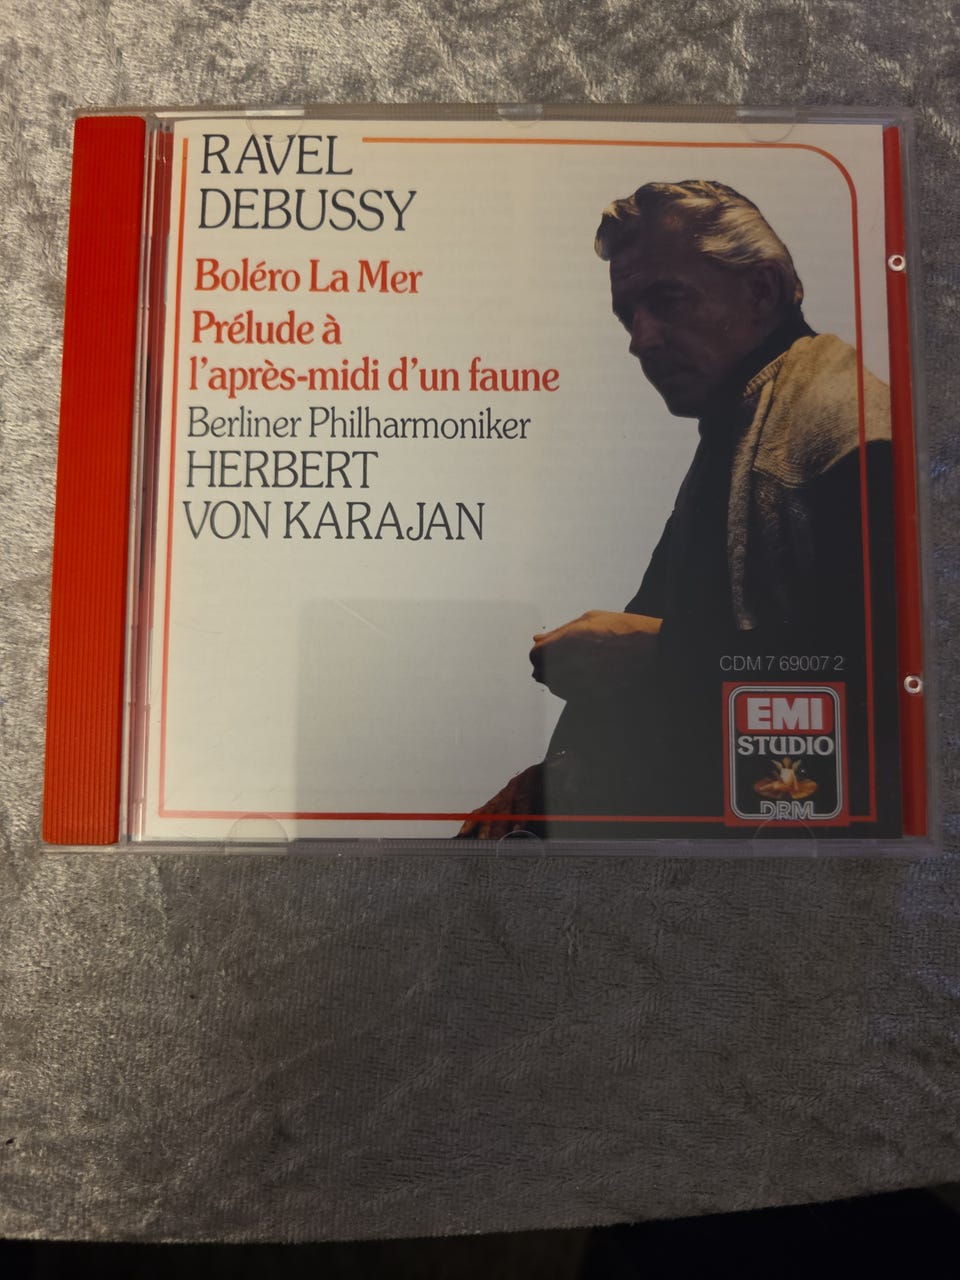 RAVEL
DEBUSSY
Boléro La Mer
Prélude à
l'après-midi d'un faune
Berliner Philharmoniker
HERBERT
VON KARAJAN
CDM 7 69007 2
EMI
STUDIO
DRM